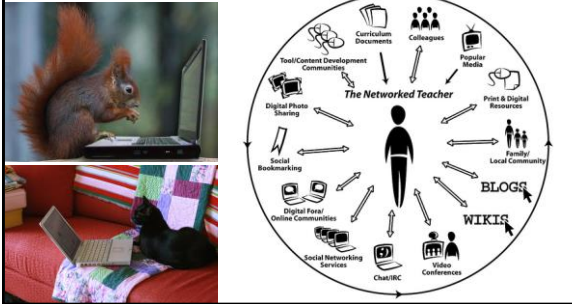 Curriculum
Documents
Colleagues
Tool/Content Development
Communities
Popular
Media
The Networked Teacher
Digital Photo
Sharing
Print & Digital
Resources
Social
Bookmarking
Family/
Local Community
BLOGS
Digital Fora/
Online Communities
WIKIS
Social Networking
Services
Chat/IRC
Video
Conferences